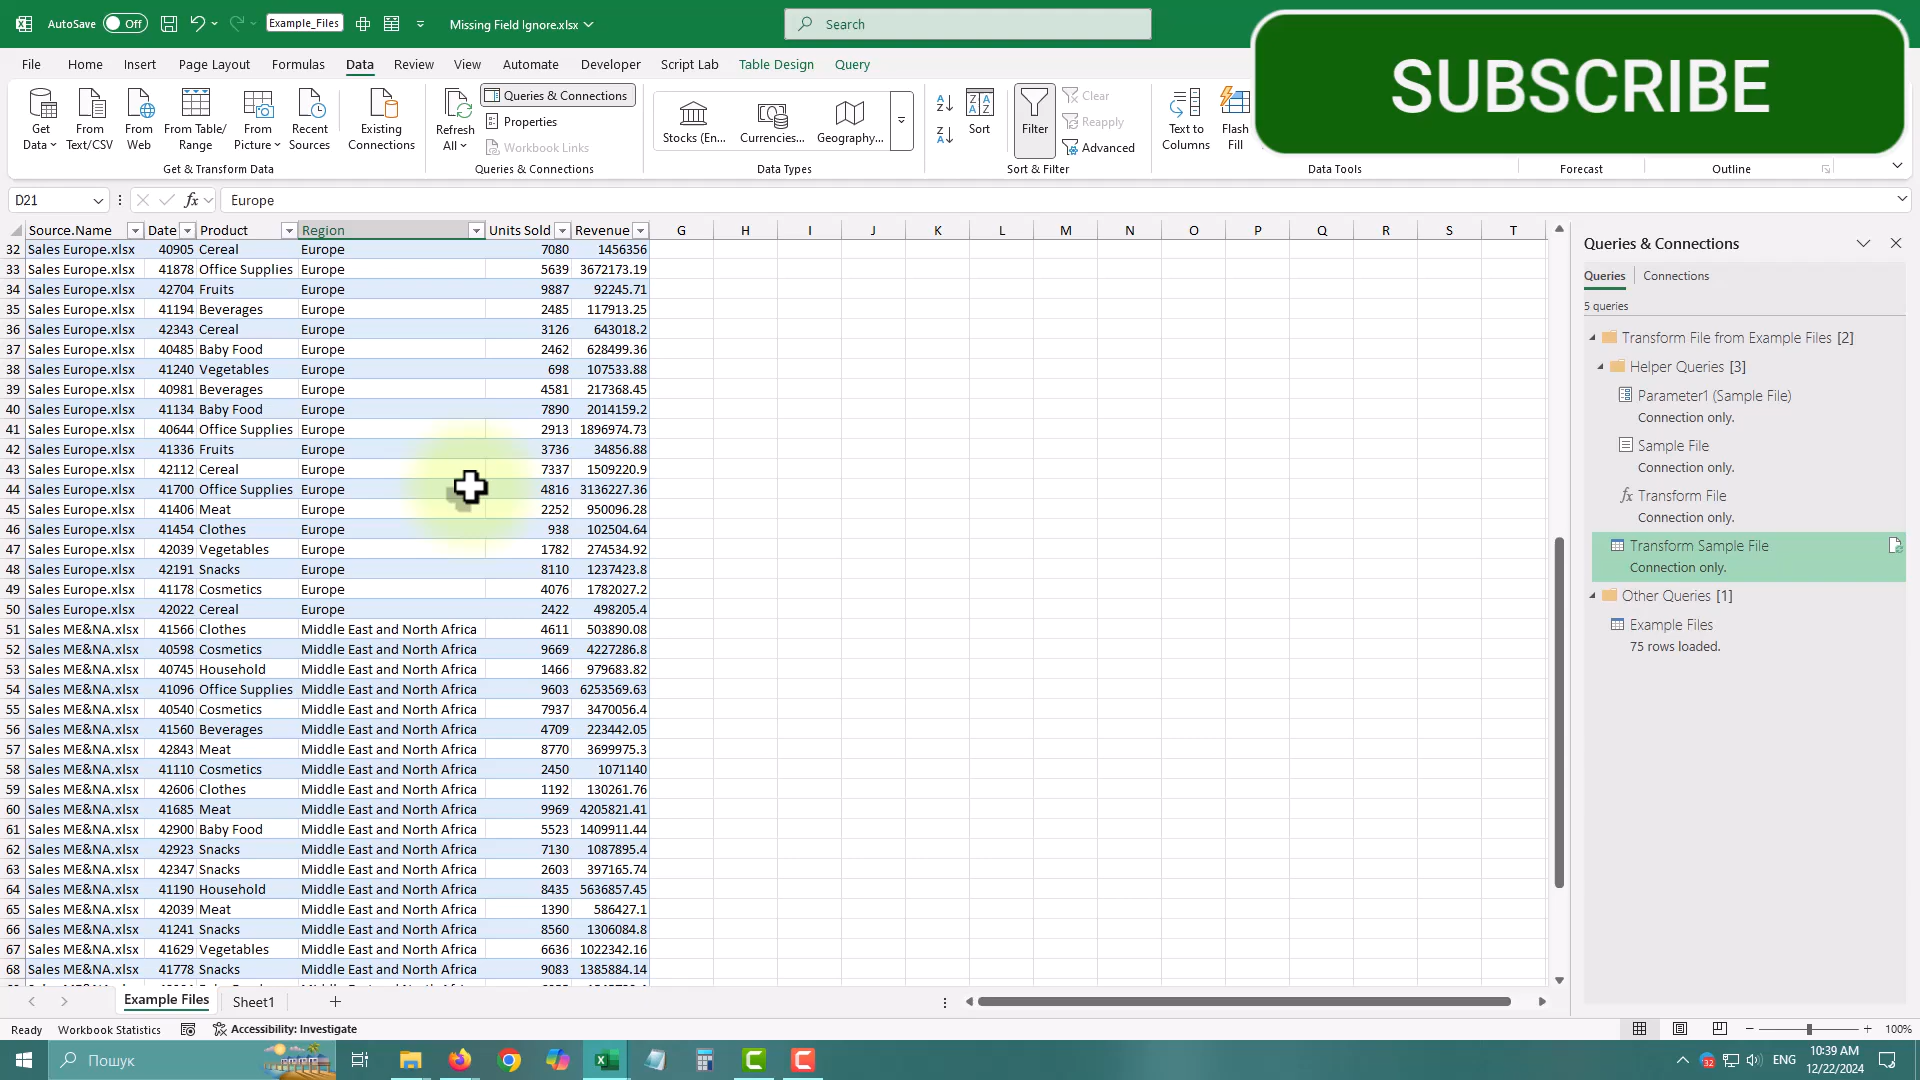 AutoSave Off Example_Files Missing Field Ignore.xlsx Search
SUBSCRIBE
File Home Insert Page Layout Formulas Data Review View Automate Developer Script Lab Table Design Query
Get Data From Text/CSV From Web From Table/ Range From Picture Recent Sources Existing Connections
Get & Transform Data
Refresh All Queries & Connections Properties Workbook Links
Queries & Connections
Stocks (En... Currencies... Geography...
Data Types
Sort Filter Clear Reapply Advanced
Sort & Filter
Text to Columns Flash Fill
Data Tools
Forecast
Outline
D21 fx Europe
Source.Name Date Product Region Units Sold Revenue G H I J K L M N O P Q R S T
32 Sales Europe.xlsx 40905 Cereal Europe 7080 1456356
33 Sales Europe.xlsx 41878 Office Supplies Europe 5639 3672173.19
34 Sales Europe.xlsx 42704 Fruits Europe 9887 92245.71
35 Sales Europe.xlsx 41194 Beverages Europe 2485 117913.25
36 Sales Europe.xlsx 42343 Cereal Europe 3126 643018.2
37 Sales Europe.xlsx 40485 Baby Food Europe 2462 628499.36
38 Sales Europe.xlsx 41240 Vegetables Europe 698 107533.88
39 Sales Europe.xlsx 40981 Beverages Europe 4581 217368.45
40 Sales Europe.xlsx 41134 Baby Food Europe 7890 2014159.2
41 Sales Europe.xlsx 40644 Office Supplies Europe 2913 1896974.73
42 Sales Europe.xlsx 41336 Fruits Europe 3736 34856.88
43 Sales Europe.xlsx 42112 Cereal Europe 7337 1509220.9
44 Sales Europe.xlsx 41700 Office Supplies Europe 4816 3136227.36
45 Sales Europe.xlsx 41406 Meat Europe 2252 950096.28
46 Sales Europe.xlsx 41454 Clothes Europe 938 102504.64
47 Sales Europe.xlsx 42039 Vegetables Europe 1782 274534.92
48 Sales Europe.xlsx 42191 Snacks Europe 8110 1237423.8
49 Sales Europe.xlsx 41178 Cosmetics Europe 4076 1782027.2
50 Sales Europe.xlsx 42022 Cereal Europe 2422 498205.4
51 Sales ME&NA.xlsx 41566 Clothes Middle East and North Africa 4611 503890.08
52 Sales ME&NA.xlsx 40598 Cosmetics Middle East and North Africa 9669 4227286.8
53 Sales ME&NA.xlsx 40745 Household Middle East and North Africa 1466 979683.82
54 Sales ME&NA.xlsx 41096 Office Supplies Middle East and North Africa 9603 6253569.63
55 Sales ME&NA.xlsx 40540 Cosmetics Middle East and North Africa 7937 3470056.4
56 Sales ME&NA.xlsx 41560 Beverages Middle East and North Africa 4709 223442.05
57 Sales ME&NA.xlsx 42843 Meat Middle East and North Africa 8770 3699975.3
58 Sales ME&NA.xlsx 41110 Cosmetics Middle East and North Africa 2450 1071140
59 Sales ME&NA.xlsx 42606 Clothes Middle East and North Africa 1192 130261.76
60 Sales ME&NA.xlsx 41685 Meat Middle East and North Africa 9969 4205821.41
61 Sales ME&NA.xlsx 42900 Baby Food Middle East and North Africa 5523 1409911.44
62 Sales ME&NA.xlsx 42923 Snacks Middle East and North Africa 7130 1087895.4
63 Sales ME&NA.xlsx 42347 Snacks Middle East and North Africa 2603 397165.74
64 Sales ME&NA.xlsx 41190 Household Middle East and North Africa 8435 5636857.45
65 Sales ME&NA.xlsx 42039 Meat Middle East and North Africa 1390 586427.1
66 Sales ME&NA.xlsx 41241 Snacks Middle East and North Africa 8560 1306084.8
67 Sales ME&NA.xlsx 41629 Vegetables Middle East and North Africa 6636 1022342.16
68 Sales ME&NA.xlsx 41778 Snacks Middle East and North Africa 9083 1385884.14
Queries & Connections
Queries Connections
5 queries
Transform File from Example Files [2]
Helper Queries [3]
Parameter1 (Sample File)
Connection only.
Sample File
Connection only.
fx Transform File
Connection only.
Transform Sample File
Connection only.
Other Queries [1]
Example Files
75 rows loaded.
Example Files Sheet1
Ready Workbook Statistics Accessibility: Investigate 100%
Пошук
32 ENG 10:39 AM
12/22/2024